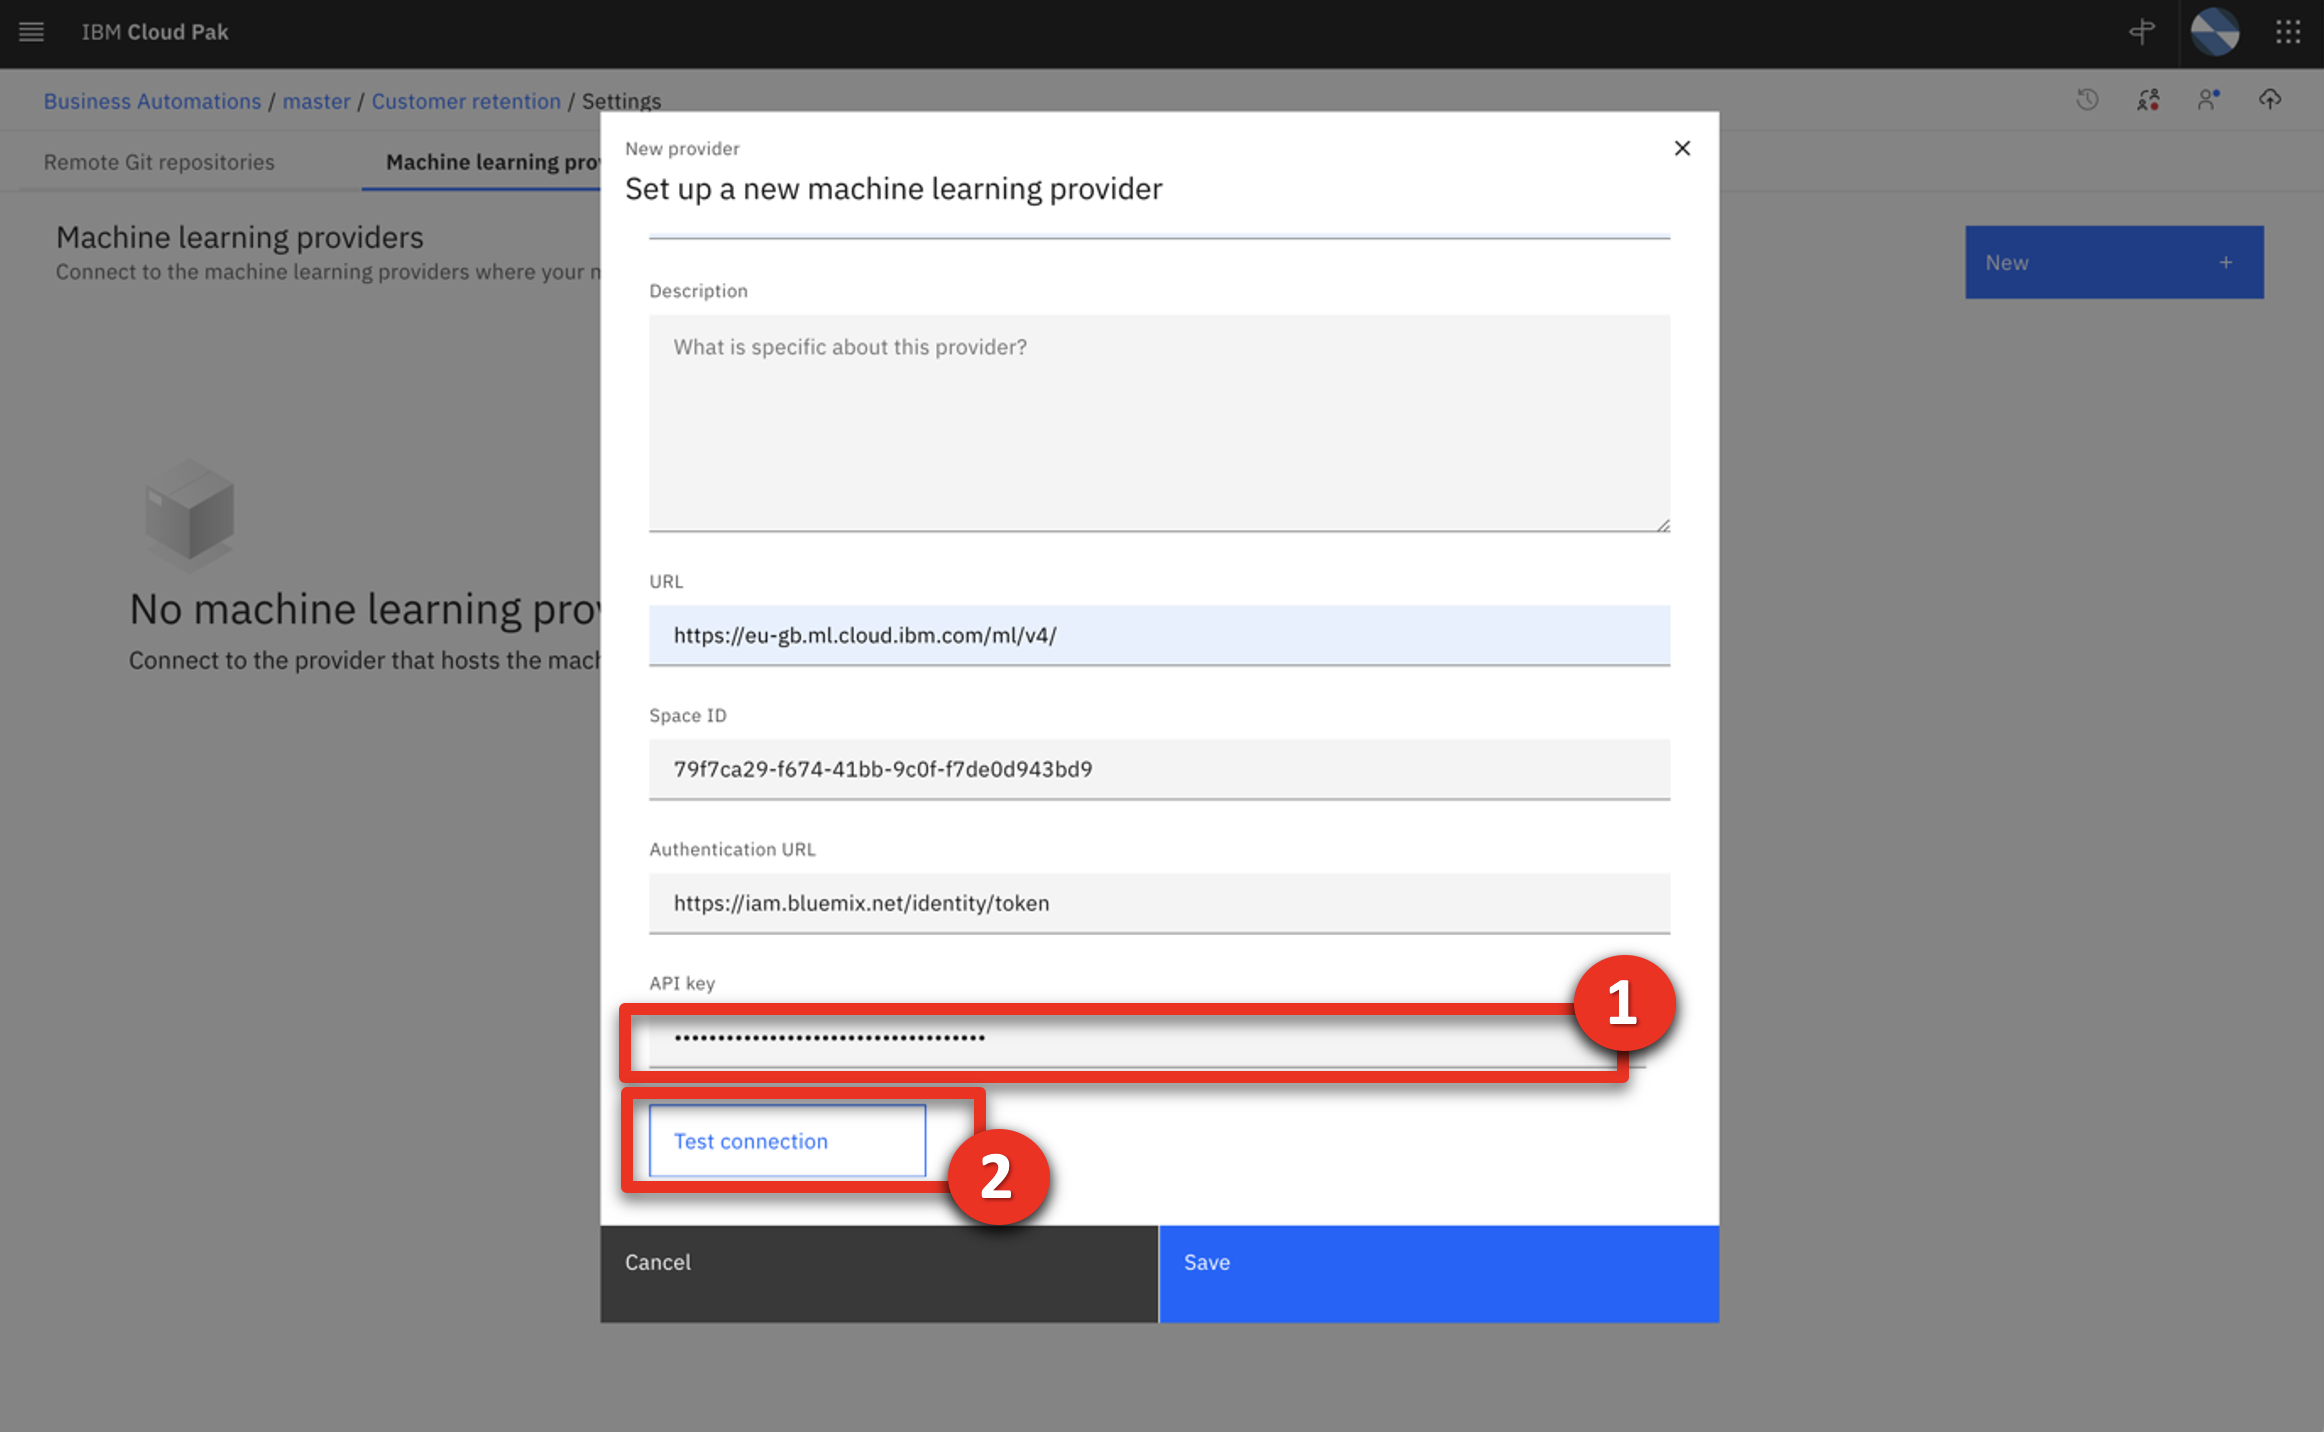 IBM Cloud Pak
Business Automations / master / Customer retention / Settings
Remote Git repositories
Machine learning pro
Machine learning providers
Connect to the machine learning providers where your
New +
No machine learning pro
Connect to the provider that hosts the
New provider
Set up a new machine learning provider
Description
What is specific about this provider?
URL
https://eu-gb.ml.cloud.ibm.com/ml/v4/
Space ID
79f7ca29-f674-41bb-9c0f-f7de0d943bd9
Authentication URL
https://iam.bluemix.net/identity/token
API key
1
Test connection
2
Cancel
Save